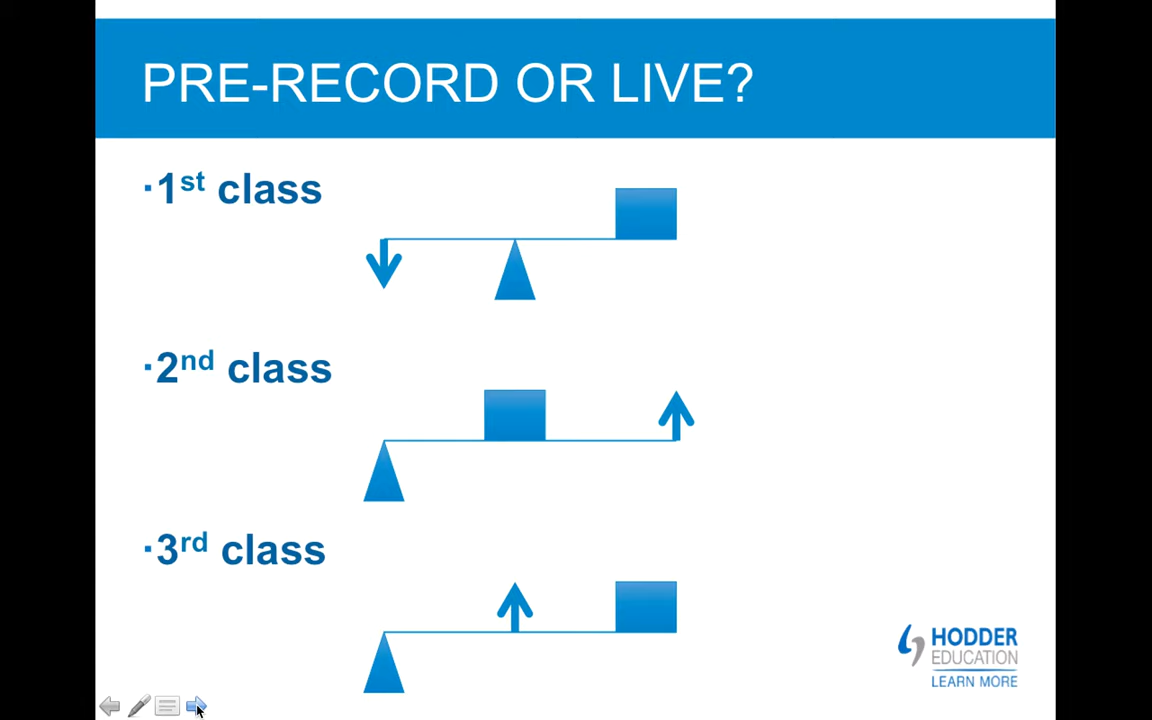 PRE-RECORD OR LIVE?
·1st class
·2nd class
·3rd class
HODDER
EDUCATION
LEARN MORE